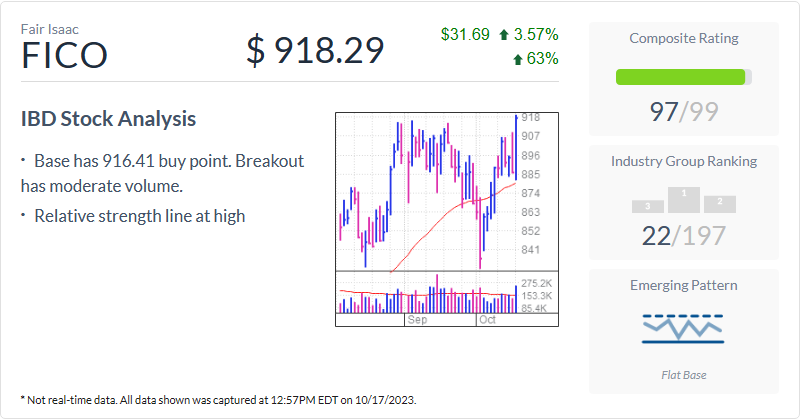 Fair Isaac
FICO
$ 918.29
$31.69 3.57%
63%
IBD Stock Analysis
• Base has 916.41 buy point. Breakout
has moderate volume.
• Relative strength line at high
918
907
896
885
874
863
852
841
275.2K
153.3K
85.4K
Sep
Oct
Composite Rating
97/99
Industry Group Ranking
3
1
2
22/197
Emerging Pattern
Flat Base
* Not real-time data. All data shown was captured at 12:57PM EDT on 10/17/2023.